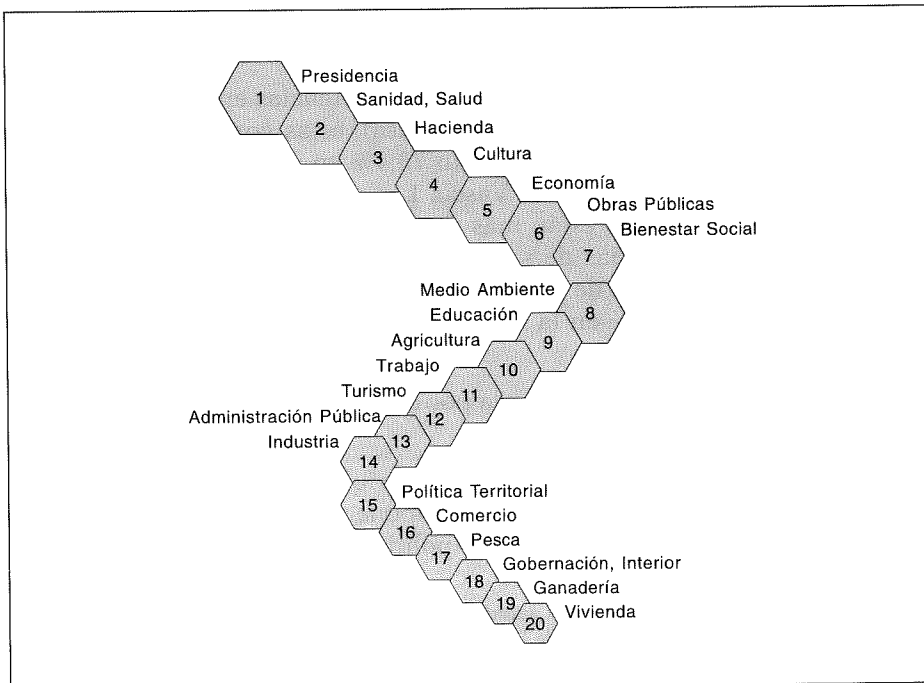 1 Presidencia
2 Sanidad, Salud
3 Hacienda
4 Cultura
5 Economía
6 Obras Públicas
7 Bienestar Social
Medio Ambiente 8
Educación 9
Agricultura 10
Trabajo 11
Turismo 12
Administración Pública 13
Industria 14
15 Política Territorial
16 Comercio
17 Pesca
18 Gobernación, Interior
19 Ganadería
20 Vivienda